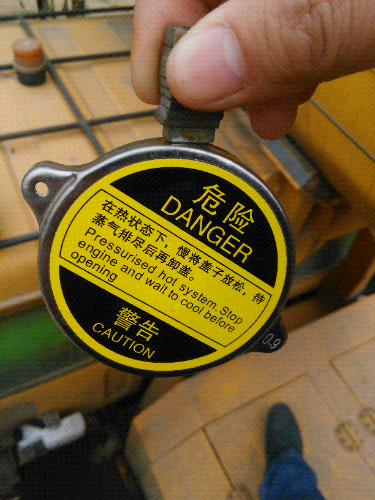 危险
DANGER
在热状态下，慢将盖子放松，待
蒸气排尽后再卸盖。
Pressurised hot system. Stop
engine and wait to cool before
opening
警告
CAUTION
0.9